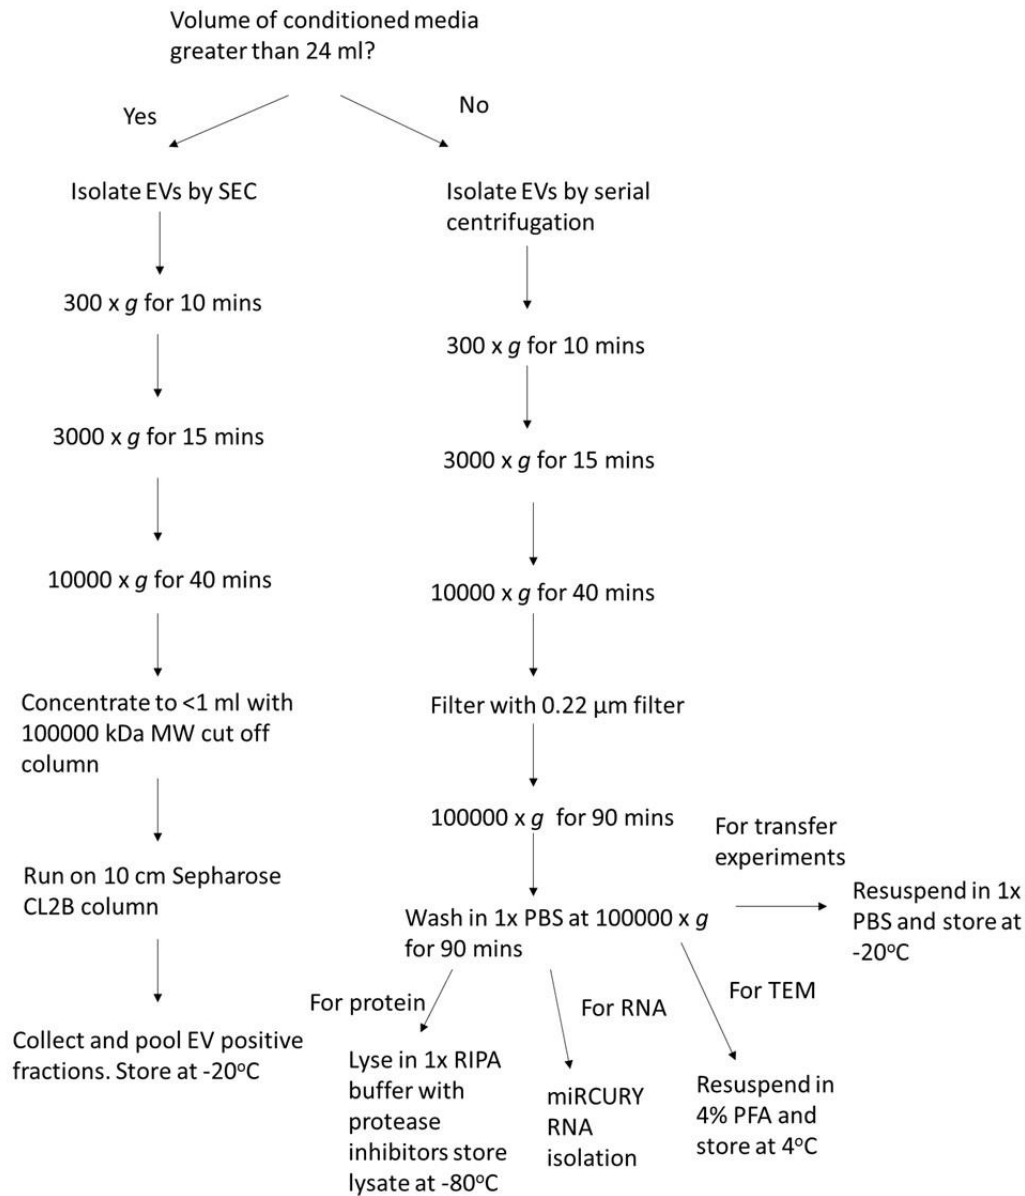 Volume of conditioned media
greater than 24 ml?
Yes
No
Isolate EVs by SEC
300 x g for 10 mins
3000 x g for 15 mins
10000 x g for 40 mins
Concentrate to <1 ml with
100000 kDa MW cut off
column
Run on 10 cm Sepharose
CL2B column
Collect and pool EV positive
fractions. Store at -20°C
Isolate EVs by serial
centrifugation
300 x g for 10 mins
3000 x g for 15 mins
10000 x g for 40 mins
Filter with 0.22 µm filter
100000 x g for 90 mins
Wash in 1x PBS at 100000 x g
for 90 mins
For transfer
experiments
Resuspend in 1x
PBS and store at
-20°C
For protein
Lyse in 1x RIPA
buffer with
protease
inhibitors store
lysate at -80°C
For RNA
miRCURY
RNA
isolation
For TEM
Resuspend in
4% PFA and
store at 4°C